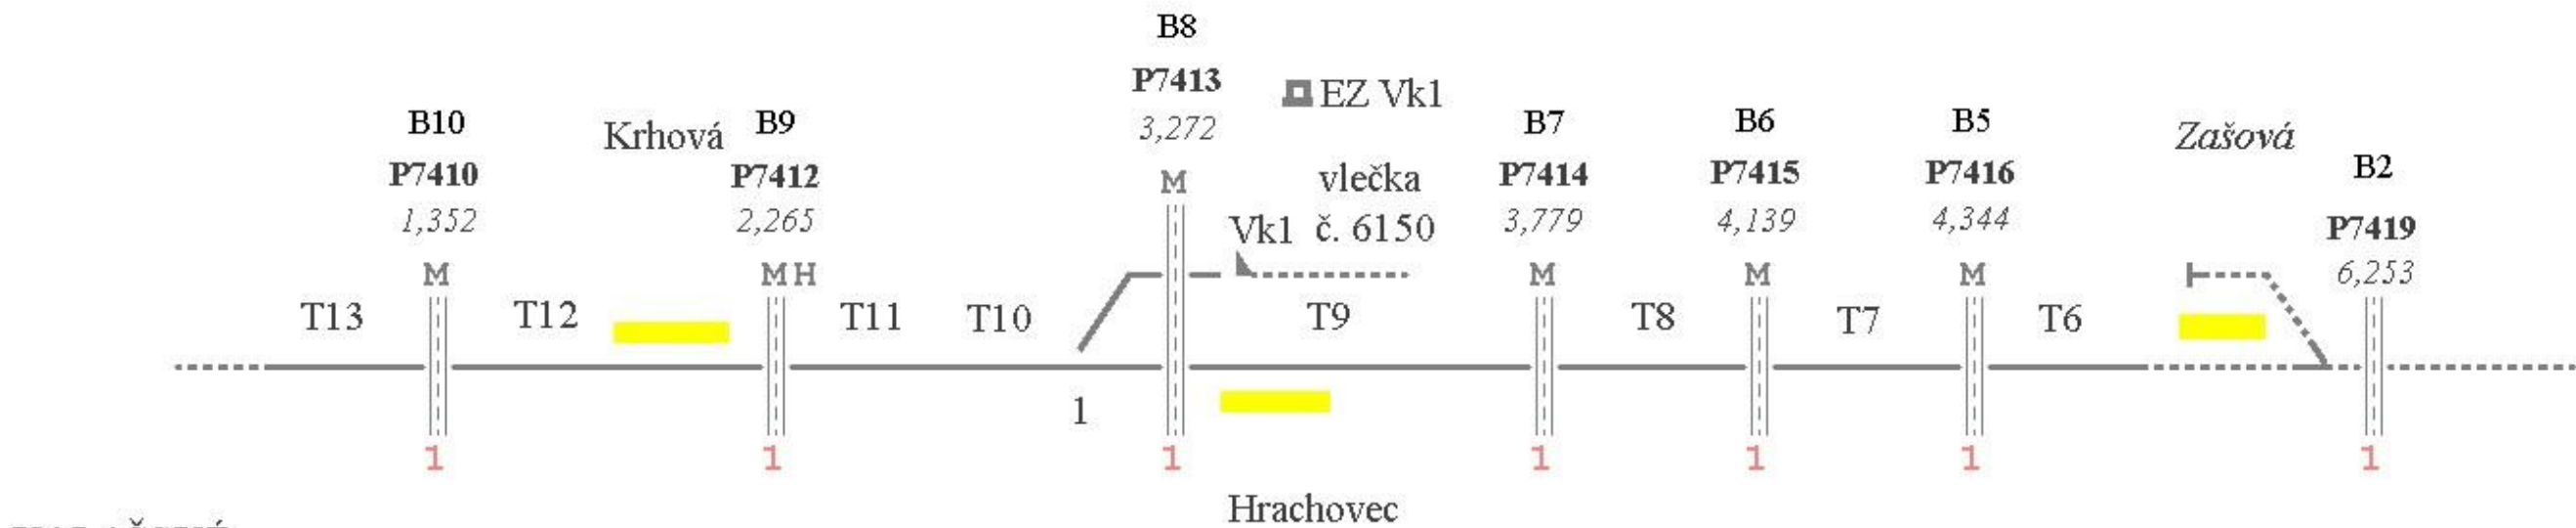 B8
P7413
3,272
M
EZ Vk1
B10
P7410
1,352
M
Krhová
B9
P7412
2,265
M H
vlečka
Vk1 č. 6150
B7
P7414
3,779
M
B6
P7415
4,139
M
B5
P7416
4,344
M
Zašová
B2
P7419
6,253
T13 T12 T11 T10 T9 T8 T7 T6
1
1 1 1 1 1 1 1
Hrachovec